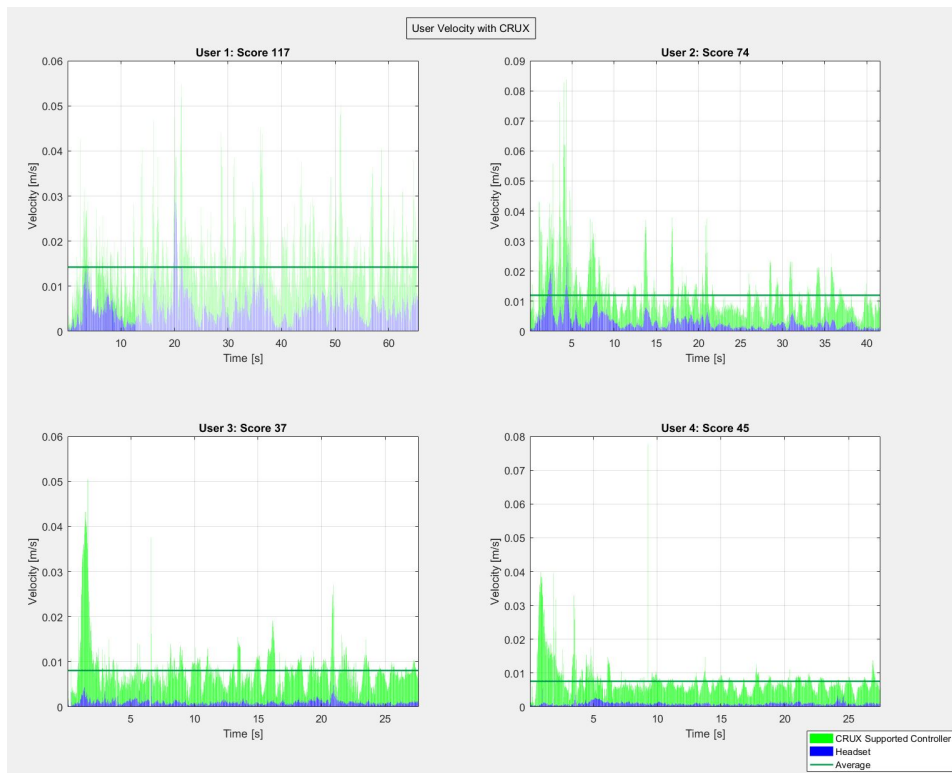 User Velocity with CRUX
User 1: Score 117
0.06
0.05
0.04
0.03
0.02
0.01
0
Velocity [m/s]
10 20 30 40 50 60
Time [s]
User 2: Score 74
0.09
0.08
0.07
0.06
0.05
0.04
0.03
0.02
0.01
0
Velocity [m/s]
5 10 15 20 25 30 35 40
Time [s]
User 3: Score 37
0.06
0.05
0.04
0.03
0.02
0.01
0
Velocity [m/s]
5 10 15 20 25
Time [s]
User 4: Score 45
0.08
0.07
0.06
0.05
0.04
0.03
0.02
0.01
0
Velocity [m/s]
5 10 15 20 25
Time [s]
CRUX Supported Controller
Headset
Average